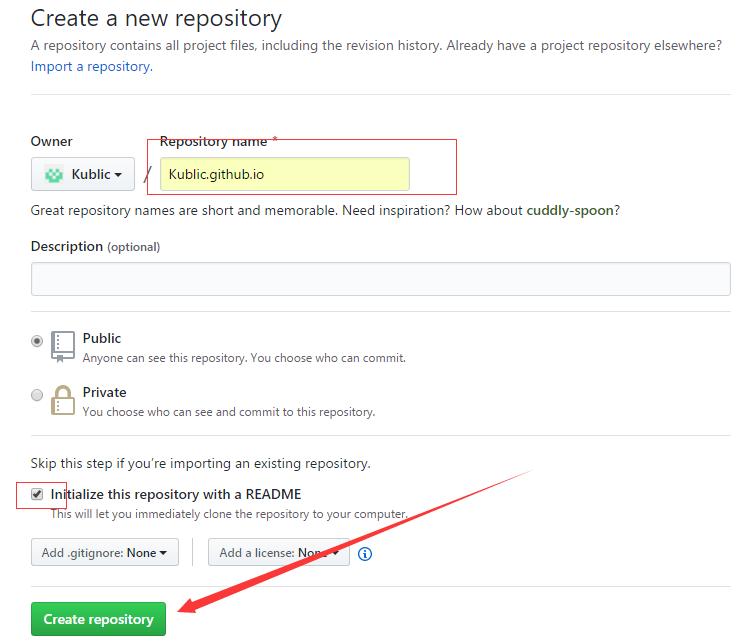 Create a new repository
A repository contains all project files, including the revision history. Already have a project repository elsewhere?
Import a repository.
Owner
Repository name *
Kublic
/
Kublic.github.io
Great repository names are short and memorable. Need inspiration? How about cuddly-spoon?
Description (optional)
Public
Anyone can see this repository. You choose who can commit.
Private
You choose who can see and commit to this repository.
Skip this step if you’re importing an existing repository.
Initialize this repository with a README
This will let you immediately clone the repository to your computer.
Add .gitignore: None
Add a license: None
Create repository